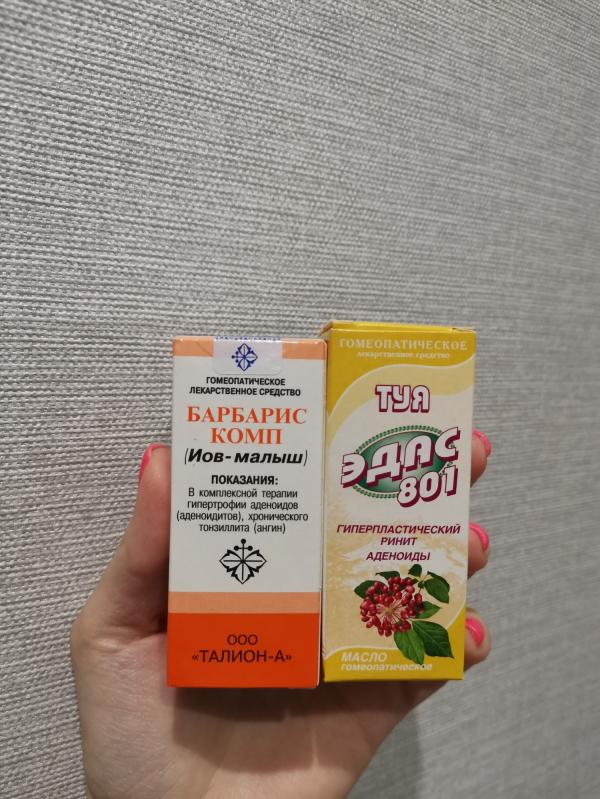 ГОМЕОПАТИЧЕСКОЕ
ЛЕКАРСТВЕННОЕ СРЕДСТВО
БАРБАРИС
КОМП
(Иов-малыш)
ПОКАЗАНИЯ:
В комплексной терапии
гипертрофии аденоидов
(аденоидитов), хронического
тонзиллита (ангин)
ООО
«ТАЛИОН-А»
ГОМЕОПАТИЧЕСКОЕ
лекарственное средство
ТУЯ
ЭДАС
801
ГИПЕРПЛАСТИЧЕСКИЙ
РИНИТ
АДЕНОИДЫ
МАСЛО
гомеопатическое